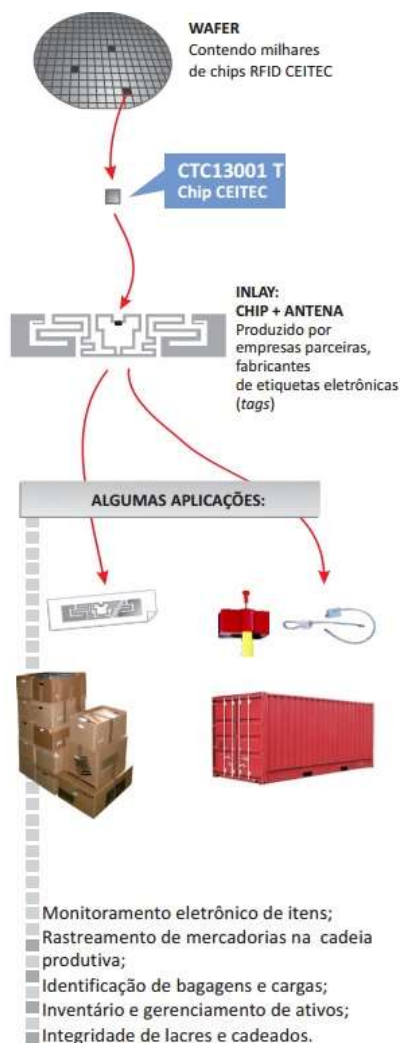 WAFER
Contendo milhares
de chips RFID CEITEC
CTC13001 T
Chip CEITEC
INLAY:
CHIP + ANTENA
Produzido por
empresas parceiras,
fabricantes
de etiquetas eletrônicas
(tags)
ALGUMAS APLICAÇÕES:
Monitoramento eletrônico de itens;
Rastreamento de mercadorias na cadeia
produtiva;
Identificação de bagagens e cargas;
Inventário e gerenciamento de ativos;
Integridade de lacres e cadeados.